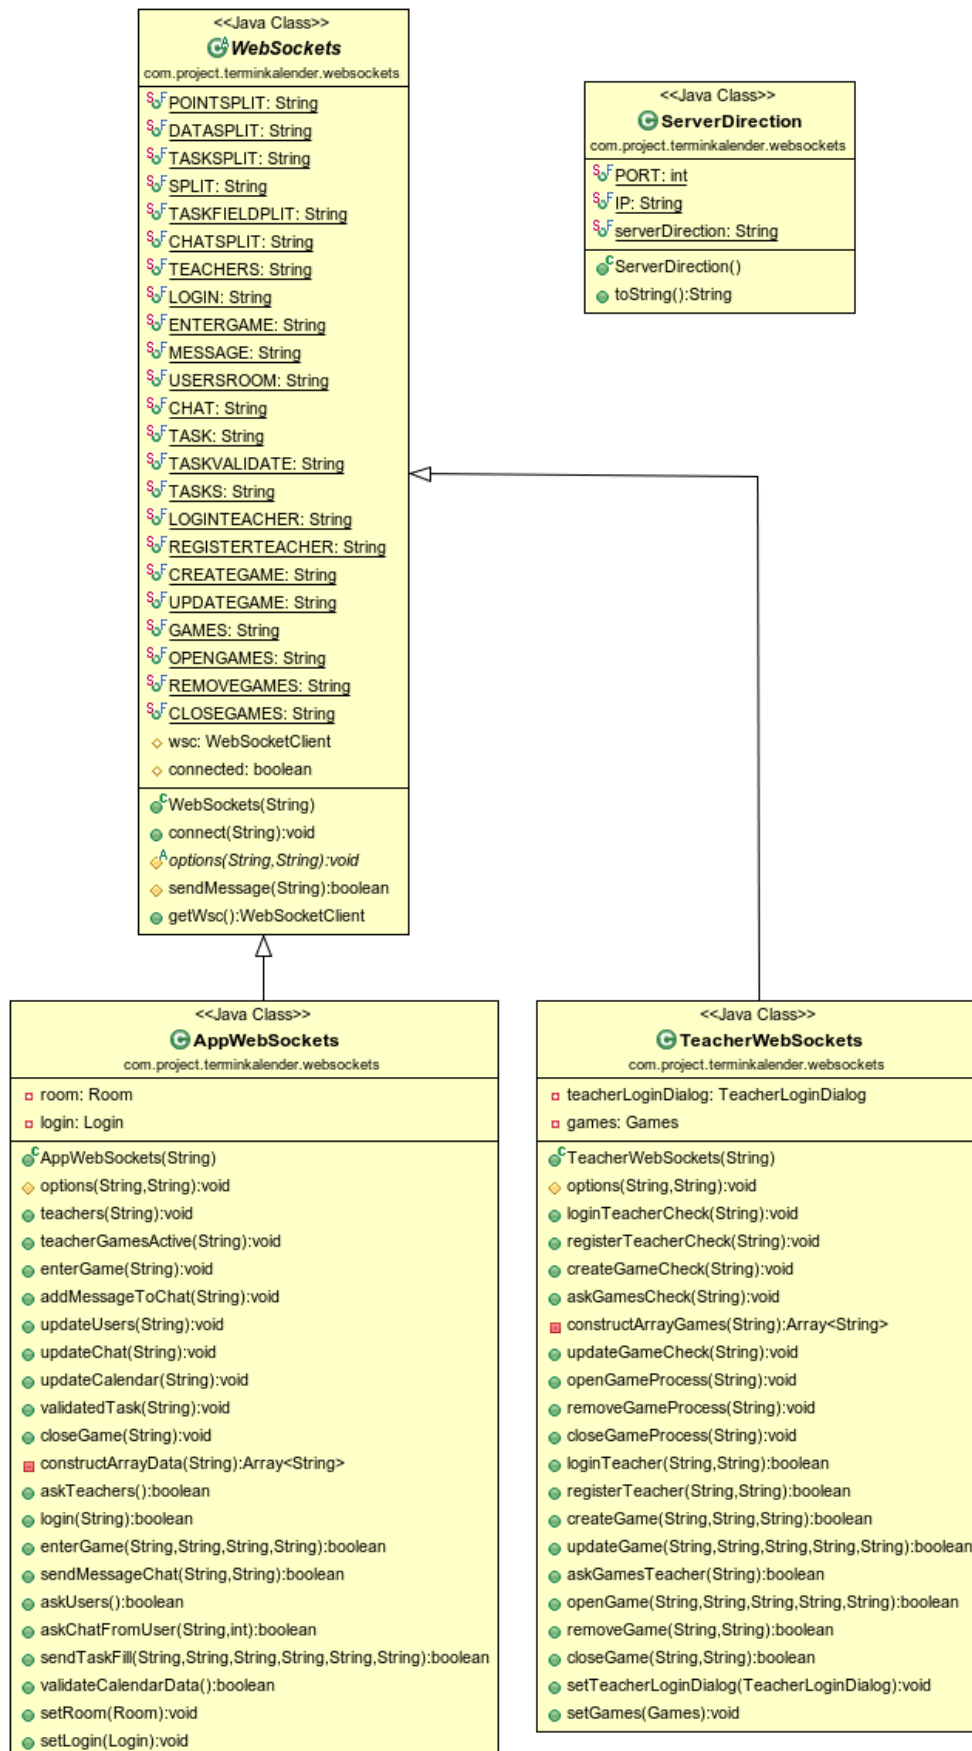 <<Java Class>>
WebSockets
com.project.terminkalender.websockets
POINTSPLIT: String
DATASPLIT: String
TASKSPLIT: String
SPLIT: String
TASKFIELDPLIT: String
CHATSPLIT: String
TEACHERS: String
LOGIN: String
ENTERGAME: String
MESSAGE: String
USERSROOM: String
CHAT: String
TASK: String
TASKVALIDATE: String
TASKS: String
LOGINTEACHER: String
REGISTERTEACHER: String
CREATEGAME: String
UPDATEGAME: String
GAMES: String
OPENGAMES: String
REMOVEGAMES: String
CLOSEGAMES: String
wsc: WebSocketClient
connected: boolean
WebSockets(String)
connect(String):void
options(String,String):void
sendMessage(String):boolean
getWsc():WebSocketClient
<<Java Class>>
ServerDirection
com.project.terminkalender.websockets
PORT: int
IP: String
serverDirection: String
ServerDirection()
toString():String
<<Java Class>>
AppWebSockets
com.project.terminkalender.websockets
room: Room
login: Login
AppWebSockets(String)
options(String,String):void
teachers(String):void
teacherGamesActive(String):void
enterGame(String):void
addMessageToChat(String):void
updateUsers(String):void
updateChat(String):void
updateCalendar(String):void
validatedTask(String):void
closeGame(String):void
constructArrayData(String):Array<String>
askTeachers():boolean
login(String):boolean
enterGame(String,String,String,String):boolean
sendMessageChat(String,String):boolean
askUsers():boolean
askChatFromUser(String,int):boolean
sendTaskFill(String,String,String,String,String,String):boolean
validateCalendarData():boolean
setRoom(Room):void
setLogin(Login):void
<<Java Class>>
TeacherWebSockets
com.project.terminkalender.websockets
teacherLoginDialog: TeacherLoginDialog
games: Games
TeacherWebSockets(String)
options(String,String):void
loginTeacherCheck(String):void
registerTeacherCheck(String):void
createGameCheck(String):void
askGamesCheck(String):void
constructArrayGames(String):Array<String>
updateGameCheck(String):void
openGameProcess(String):void
removeGameProcess(String):void
closeGameProcess(String):void
loginTeacher(String,String):boolean
registerTeacher(String,String):boolean
createGame(String,String,String):boolean
updateGame(String,String,String,String,String):boolean
askGamesTeacher(String):boolean
openGame(String,String,String,String,String):boolean
removeGame(String,String):boolean
closeGame(String,String):boolean
setTeacherLoginDialog(TeacherLoginDialog):void
setGames(Games):void